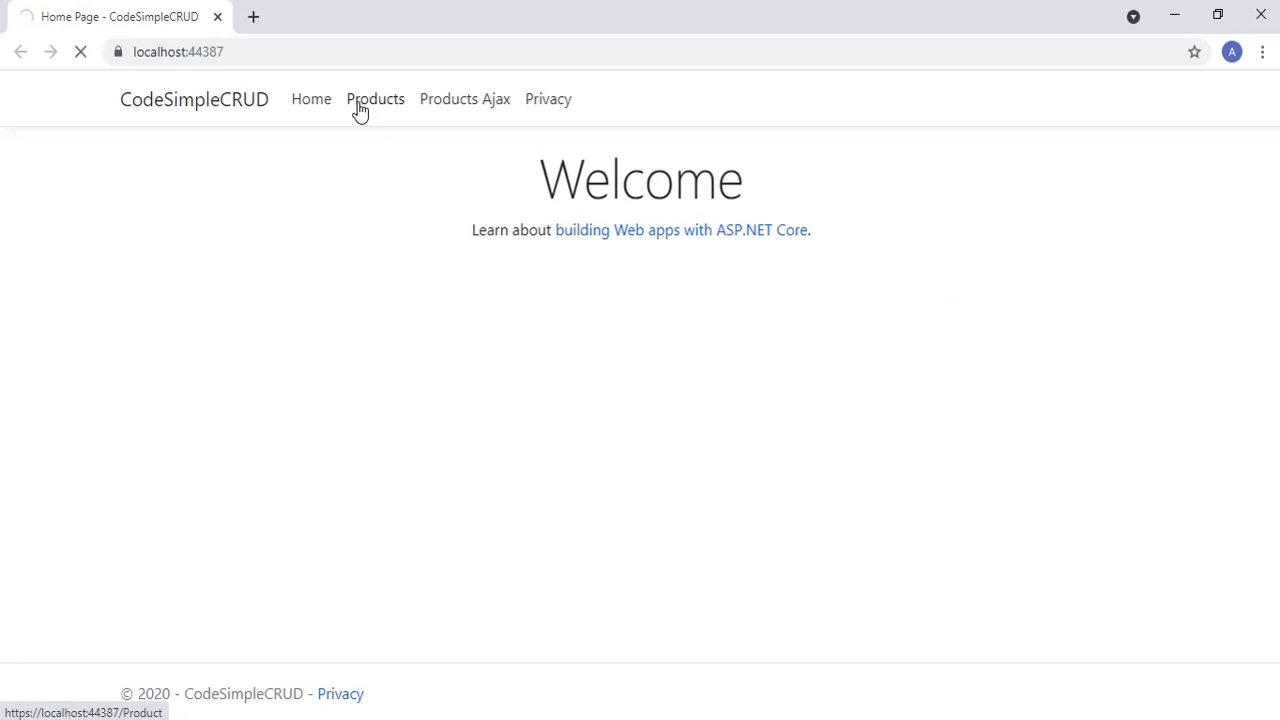 Home Page - CodeSimpleCRUD
localhost:44387
A
CodeSimpleCRUD Home Products Products Ajax Privacy
Welcome
Learn about building Web apps with ASP.NET Core.
© 2020 - CodeSimpleCRUD - Privacy
https://localhost:44387/Product